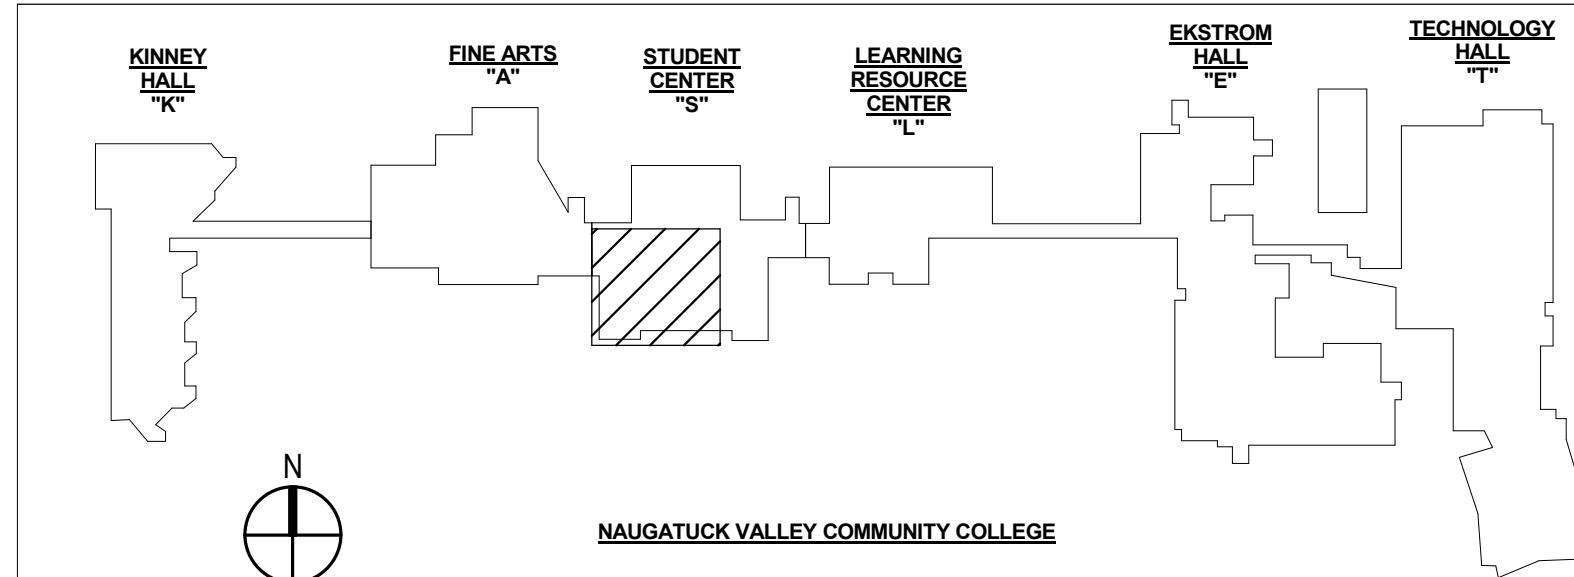 KINNEY
HALL
"K"
FINE ARTS
"A"
STUDENT
CENTER
"S"
LEARNING
RESOURCE
CENTER
"L"
EKSTROM
HALL
"E"
TECHNOLOGY
HALL
"T"
N
NAUGATUCK VALLEY COMMUNITY COLLEGE